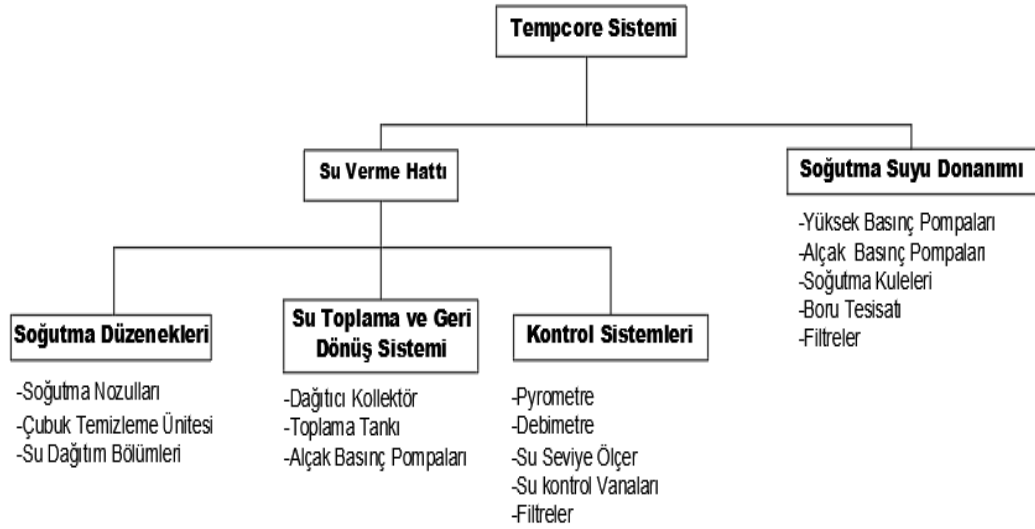 Tempcore Sistemi
Su Verme Hattı
Soğutma Suyu Donanımı
-Yüksek Basınç Pompaları
-Alçak Basınç Pompaları
-Soğutma Kuleleri
-Boru Tesisatı
-Filtreler
Soğutma Düzenekleri
-Soğutma Nozulları
-Çubuk Temizleme Ünitesi
-Su Dağıtım Bölümleri
Su Toplama ve Geri
Dönüş Sistemi
-Dağıtıcı Kollektör
-Toplama Tankı
-Alçak Basınç Pompaları
Kontrol Sistemleri
-Pyrometre
-Debimetre
-Su Seviye Ölçer
-Su kontrol Vanaları
-Filtreler